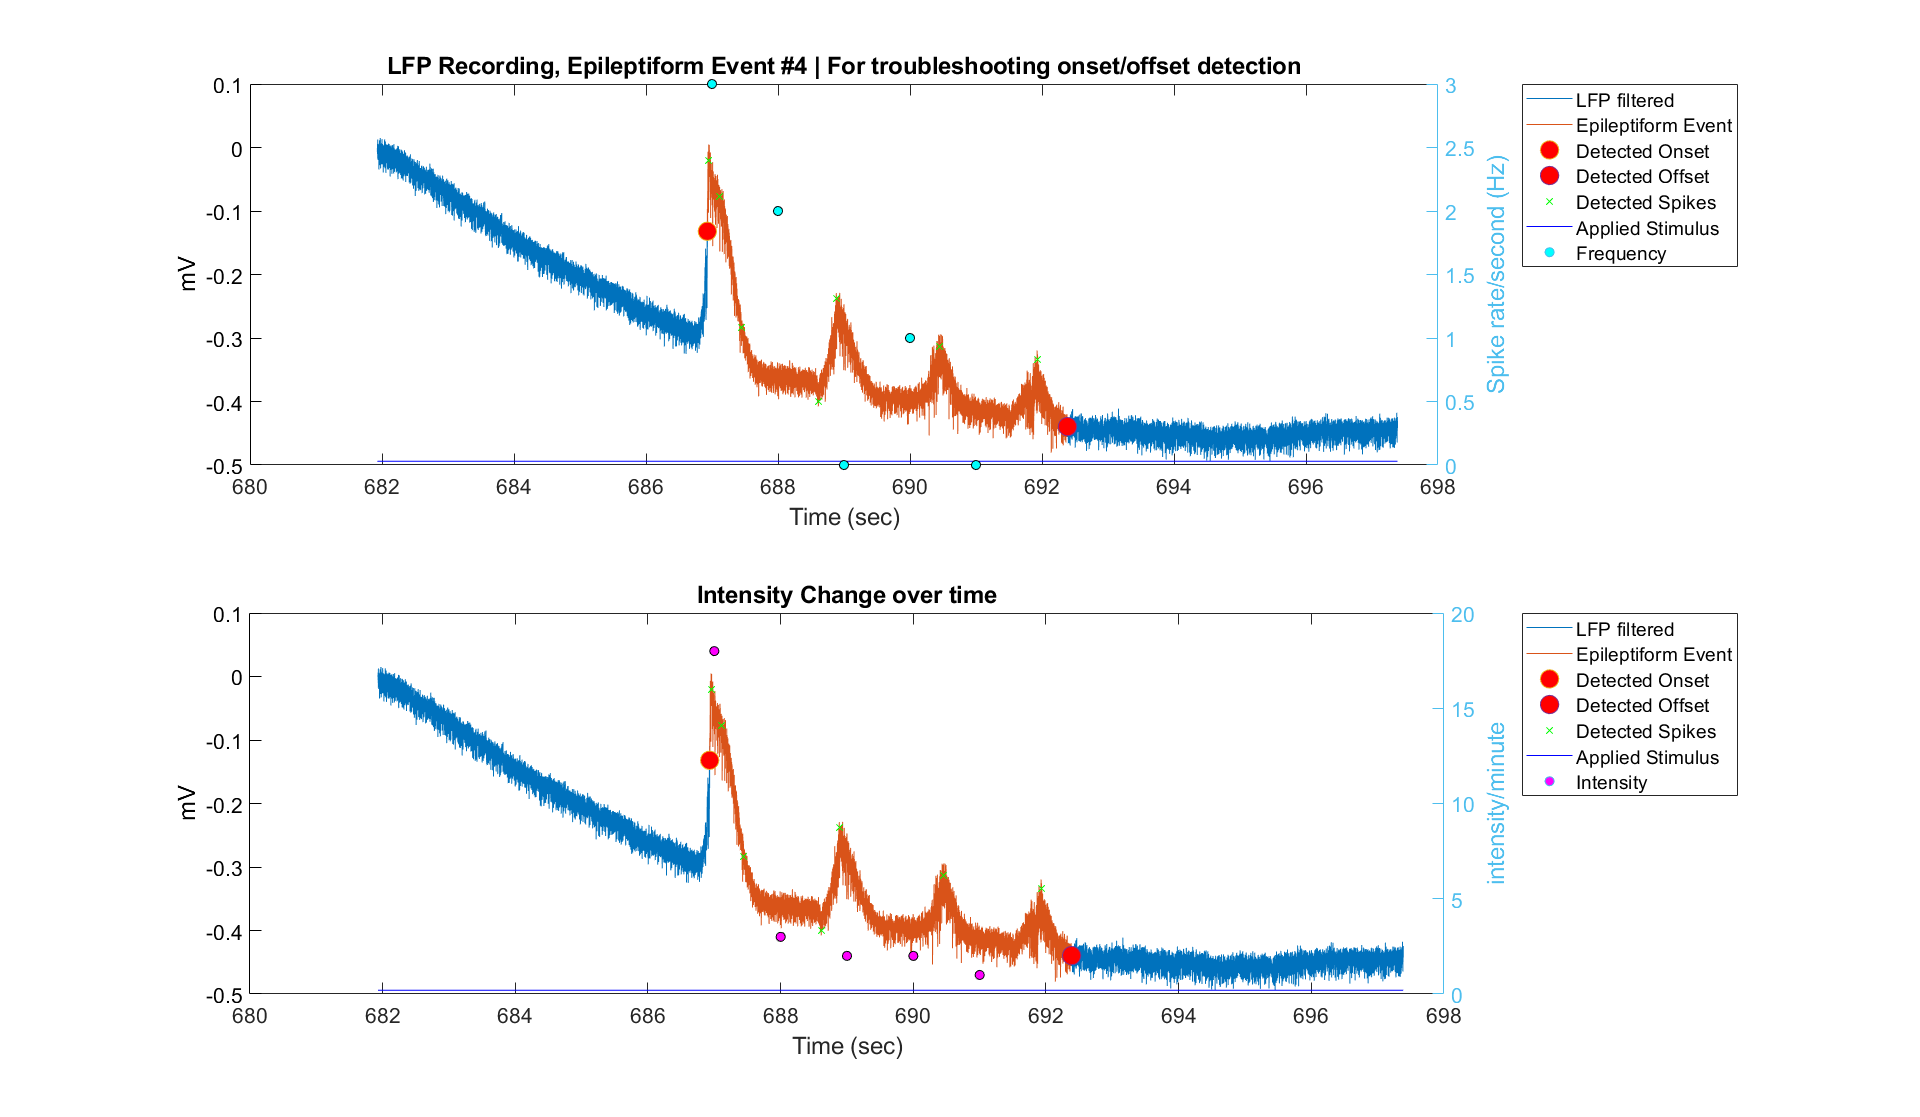 LFP Recording, Epileptiform Event #4 | For troubleshooting onset/offset detection
0.1
0
-0.1
-0.2
-0.3
-0.4
-0.5
mV
680 682 684 686 688 690 692 694 696 698
Time (sec)
3
2.5
2
1.5
1
0.5
0
Spike rate/second (Hz)
LFP filtered
Epileptiform Event
Detected Onset
Detected Offset
Detected Spikes
Applied Stimulus
Frequency
Intensity Change over time
0.1
0
-0.1
-0.2
-0.3
-0.4
-0.5
mV
680 682 684 686 688 690 692 694 696 698
Time (sec)
20
15
10
5
0
intensity/minute
LFP filtered
Epileptiform Event
Detected Onset
Detected Offset
Detected Spikes
Applied Stimulus
Intensity